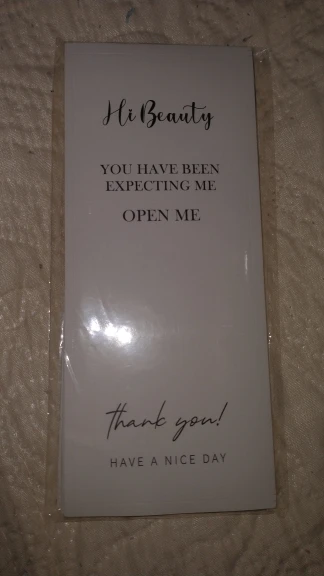 Hi Beauty
YOU HAVE BEEN
EXPECTING ME
OPEN ME
thank you!
HAVE A NICE DAY